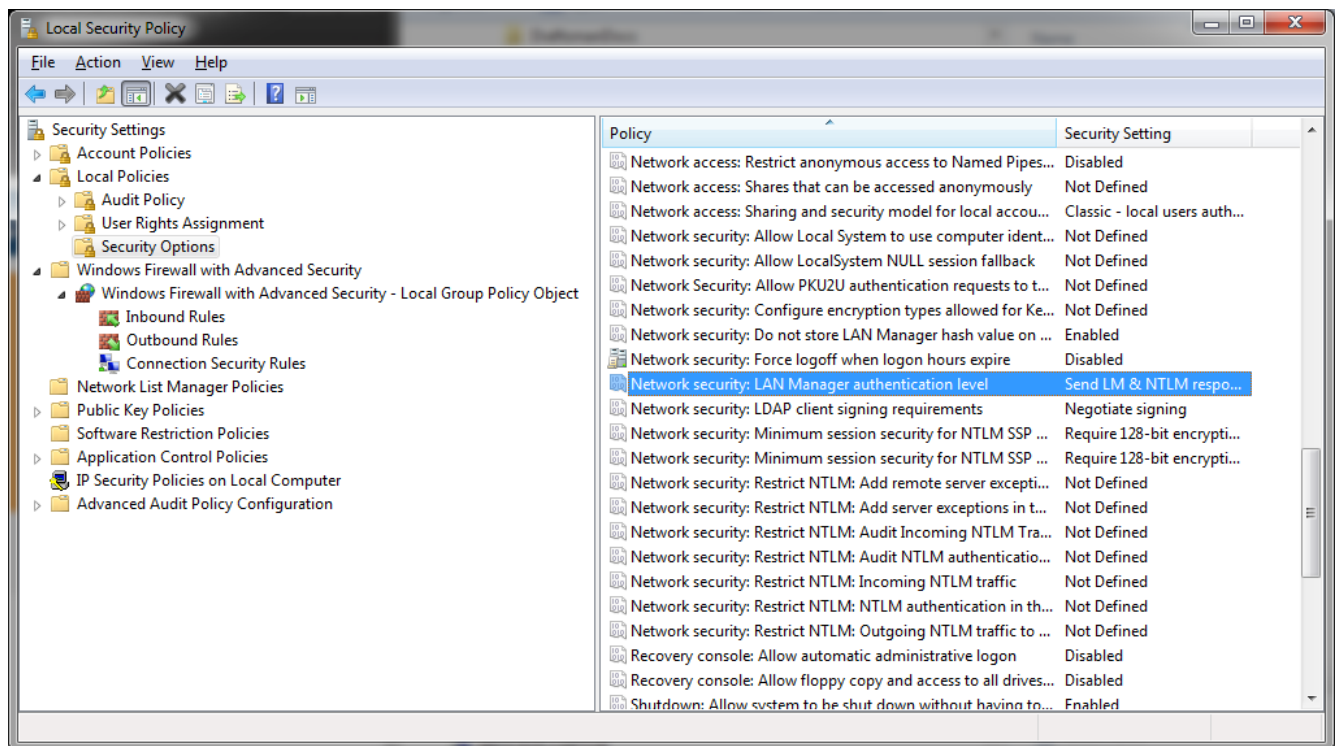 Local Security Policy
File Action View Help
Security Settings
Account Policies
Local Policies
Audit Policy
User Rights Assignment
Security Options
Windows Firewall with Advanced Security
Windows Firewall with Advanced Security - Local Group Policy Object
Inbound Rules
Outbound Rules
Connection Security Rules
Network List Manager Policies
Public Key Policies
Software Restriction Policies
Application Control Policies
IP Security Policies on Local Computer
Advanced Audit Policy Configuration
Policy Security Setting
Network access: Restrict anonymous access to Named Pipes... Disabled
Network access: Shares that can be accessed anonymously Not Defined
Network access: Sharing and security model for local accou... Classic - local users auth...
Network security: Allow Local System to use computer ident... Not Defined
Network security: Allow LocalSystem NULL session fallback Not Defined
Network Security: Allow PKU2U authentication requests to t... Not Defined
Network security: Configure encryption types allowed for Ke... Not Defined
Network security: Do not store LAN Manager hash value on ... Enabled
Network security: Force logoff when logon hours expire Disabled
Network security: LAN Manager authentication level Send LM & NTLM respo...
Network security: LDAP client signing requirements Negotiate signing
Network security: Minimum session security for NTLM SSP ... Require 128-bit encrypti...
Network security: Minimum session security for NTLM SSP ... Require 128-bit encrypti...
Network security: Restrict NTLM: Add remote server excepti... Not Defined
Network security: Restrict NTLM: Add server exceptions in t... Not Defined
Network security: Restrict NTLM: Audit Incoming NTLM Tra... Not Defined
Network security: Restrict NTLM: Audit NTLM authenticatio... Not Defined
Network security: Restrict NTLM: Incoming NTLM traffic Not Defined
Network security: Restrict NTLM: NTLM authentication in th... Not Defined
Network security: Restrict NTLM: Outgoing NTLM traffic to ... Not Defined
Recovery console: Allow automatic administrative logon Disabled
Recovery console: Allow floppy copy and access to all drives... Disabled
Shutdown: Allow system to be shut down without having to... Enabled